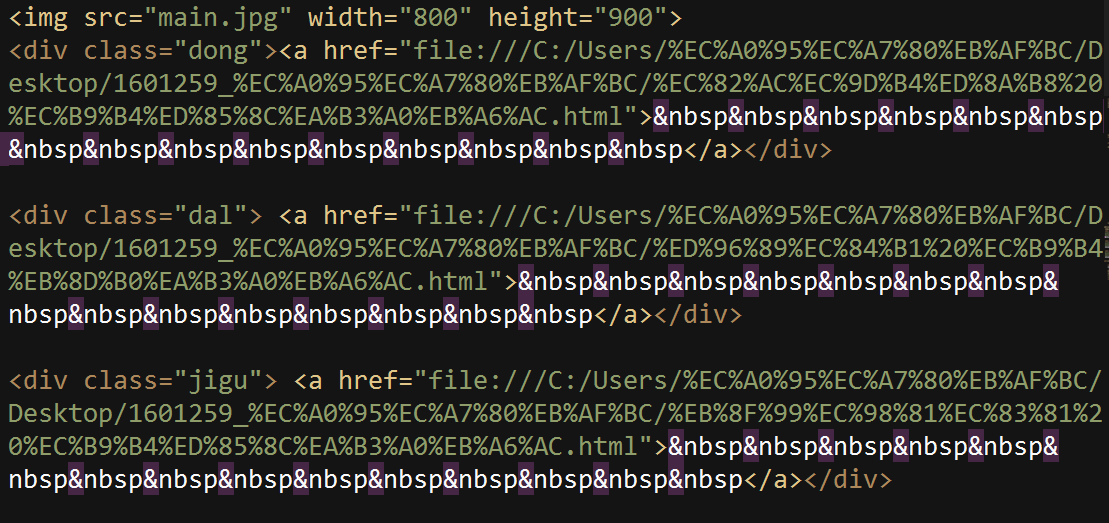 <img src="main.jpg" width="800" height="900">
<div class="dong"><a href="file:///C:/Users/%EC%A0%95%EC%A7%80%EB%AF%BC/D
esktop/1601259_%EC%A0%95%EC%A7%80%EB%AF%BC/%EC%82%AC%EC%9D%B4%ED%8A%B8%20
%EC%B9%B4%ED%85%8C%EA%B3%A0%EB%A6%AC.html">&nbsp&nbsp&nbsp&nbsp&nbsp&nbsp
&nbsp&nbsp&nbsp&nbsp&nbsp&nbsp&nbsp&nbsp&nbsp</a></div>
<div class="dal"> <a href="file:///C:/Users/%EC%A0%95%EC%A7%80%EB%AF%BC/D
esktop/1601259_%EC%A0%95%EC%A7%80%EB%AF%BC/%ED%96%89%EC%84%B1%20%EC%B9%B4
%EB%8D%B0%EA%B3%A0%EB%A6%AC.html">&nbsp&nbsp&nbsp&nbsp&nbsp&nbsp&nbsp&
nbsp&nbsp&nbsp&nbsp&nbsp&nbsp&nbsp&nbsp</a></div>
<div class="jigu"> <a href="file:///C:/Users/%EC%A0%95%EC%A7%80%EB%AF%BC/
Desktop/1601259_%EC%A0%95%EC%A7%80%EB%AF%BC/%EB%8F%99%EC%98%81%EC%83%81%2
0%EC%B9%B4%ED%85%8C%EA%B3%A0%EB%A6%AC.html">&nbsp&nbsp&nbsp&nbsp&nbsp&
nbsp&nbsp&nbsp&nbsp&nbsp&nbsp&nbsp&nbsp&nbsp&nbsp</a></div>